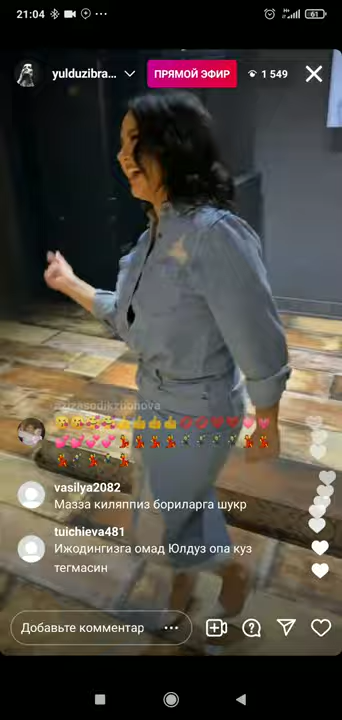 21:04
61
yulduzibra...
ПРЯМОЙ ЭФИР
1 549
azizasodikzhonova
vasilya2082
Мазза киляппиз бориларга шукр
tuichieva481
Ижодингизга омад Юлдуз опа куз
тегмасин
Добавьте комментар